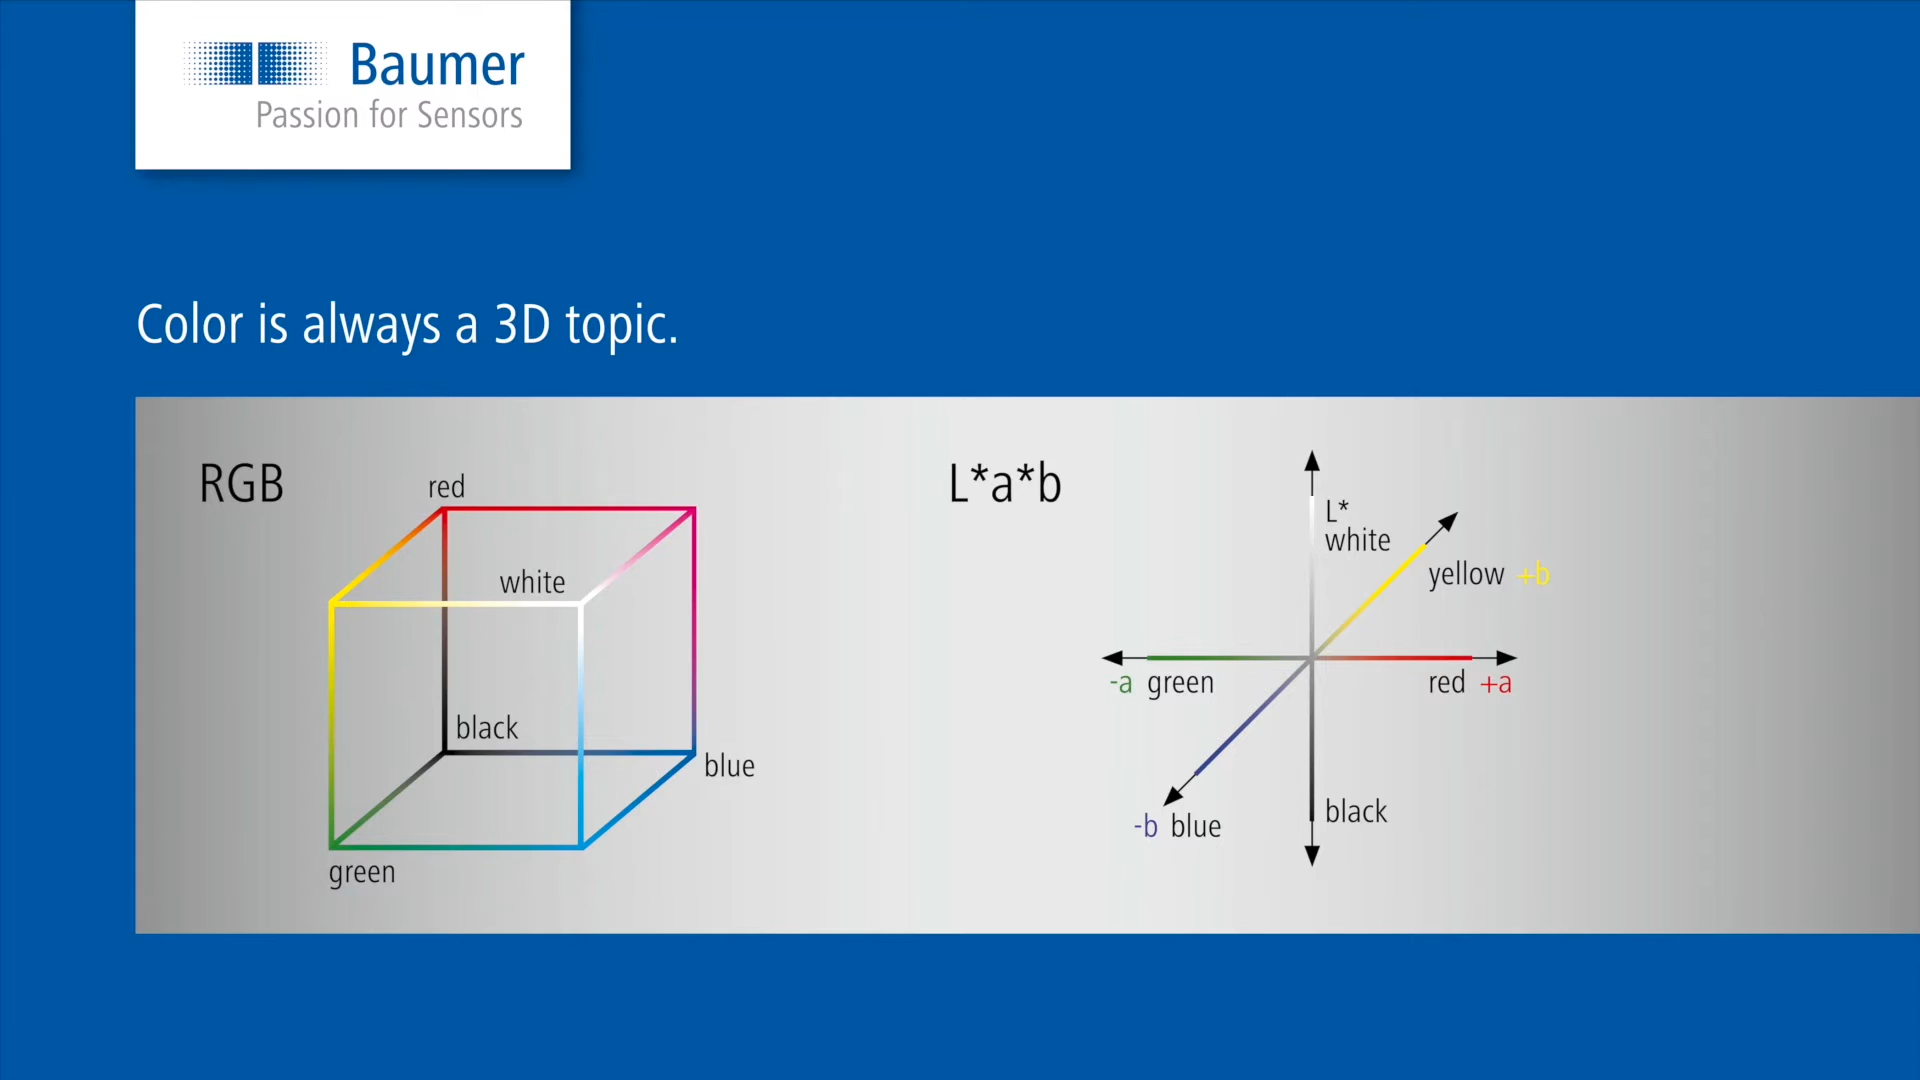 Baumer
Passion for Sensors
Color is always a 3D topic.
RGB
red
white
black
blue
green
L*a*b
L*
white
yellow +b
-a green
red +a
-b blue
black